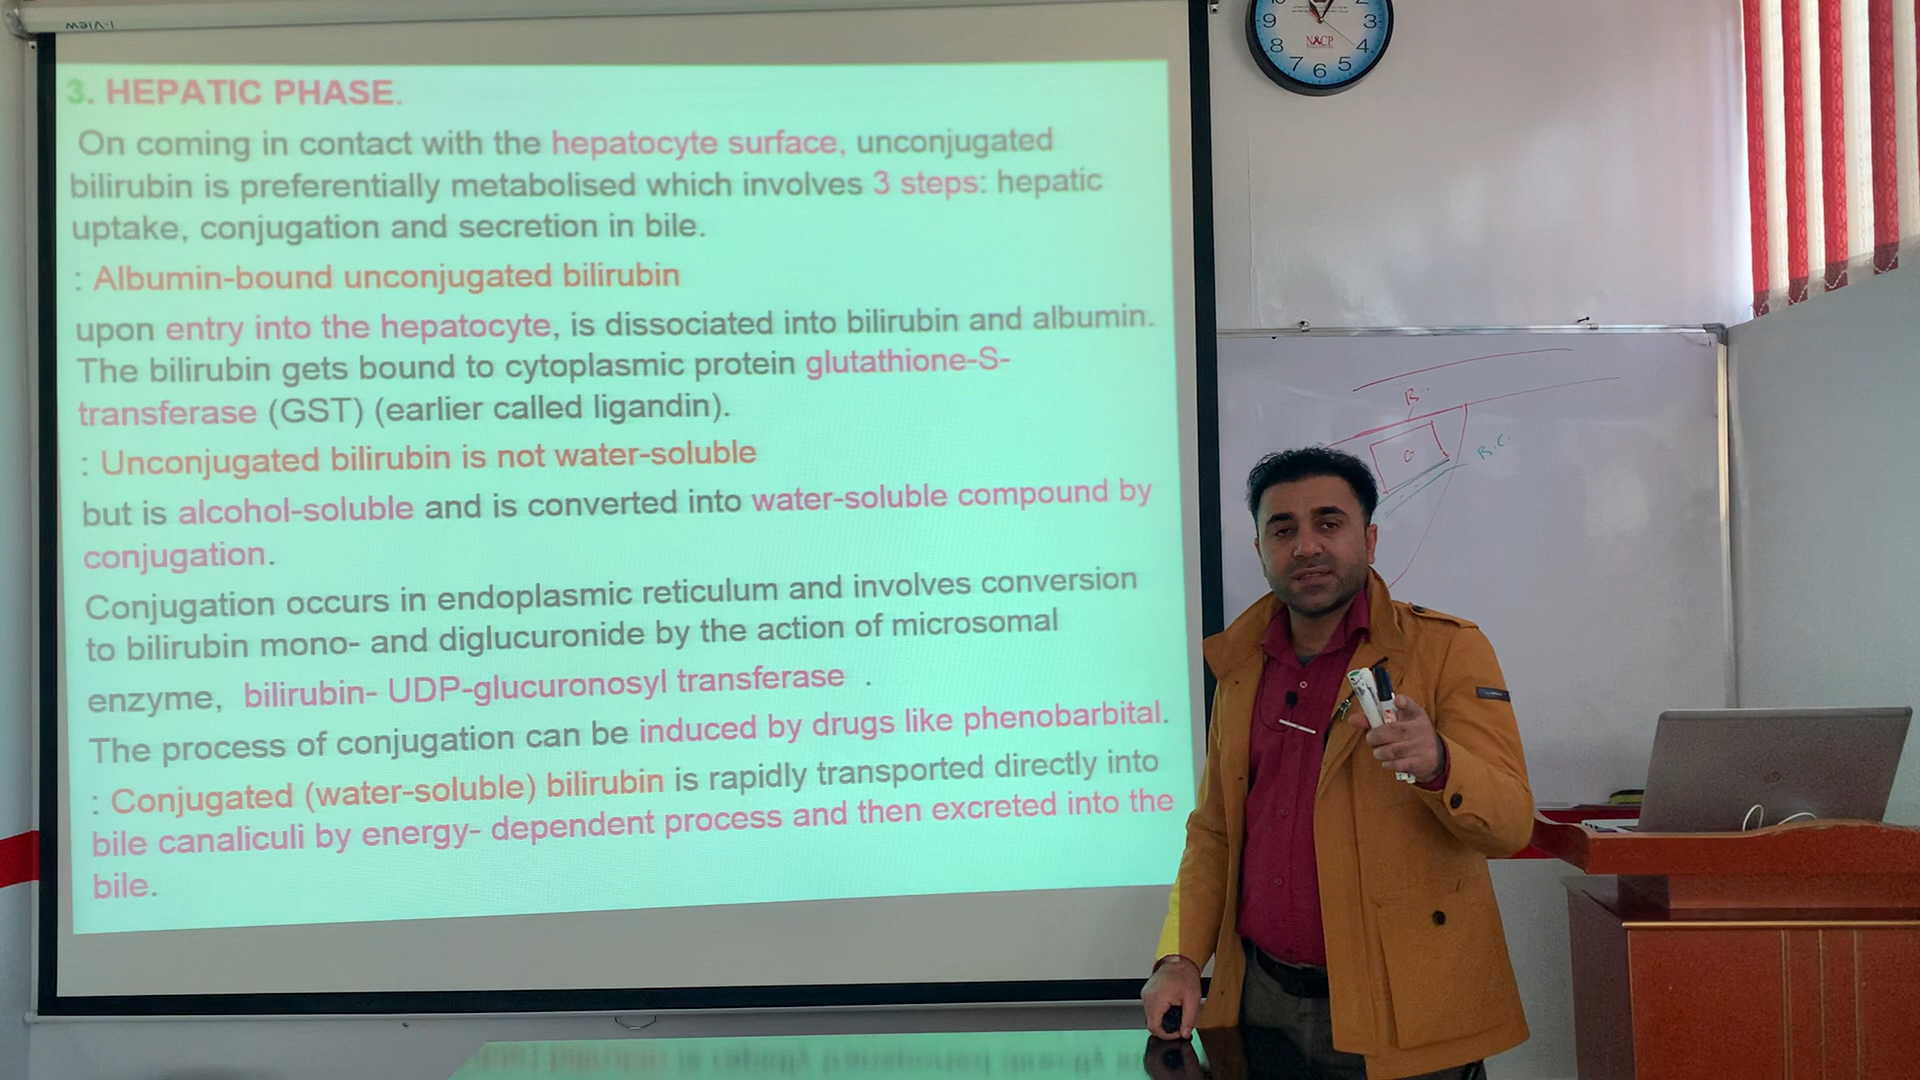 I-View
3. HEPATIC PHASE.
On coming in contact with the hepatocyte surface, unconjugated
bilirubin is preferentially metabolised which involves 3 steps: hepatic
uptake, conjugation and secretion in bile.
: Albumin-bound unconjugated bilirubin
upon entry into the hepatocyte, is dissociated into bilirubin and albumin.
The bilirubin gets bound to cytoplasmic protein glutathione-S-
transferase (GST) (earlier called ligandin).
: Unconjugated bilirubin is not water-soluble
but is alcohol-soluble and is converted into water-soluble compound by
conjugation.
Conjugation occurs in endoplasmic reticulum and involves conversion
to bilirubin mono- and diglucuronide by the action of microsomal
enzyme, bilirubin- UDP-glucuronosyl transferase .
The process of conjugation can be induced by drugs like phenobarbital.
: Conjugated (water-soluble) bilirubin is rapidly transported directly into
bile canaliculi by energy- dependent process and then excreted into the
bile.
2
9 3
NACP
8 4
7 6 5
B
B.C.